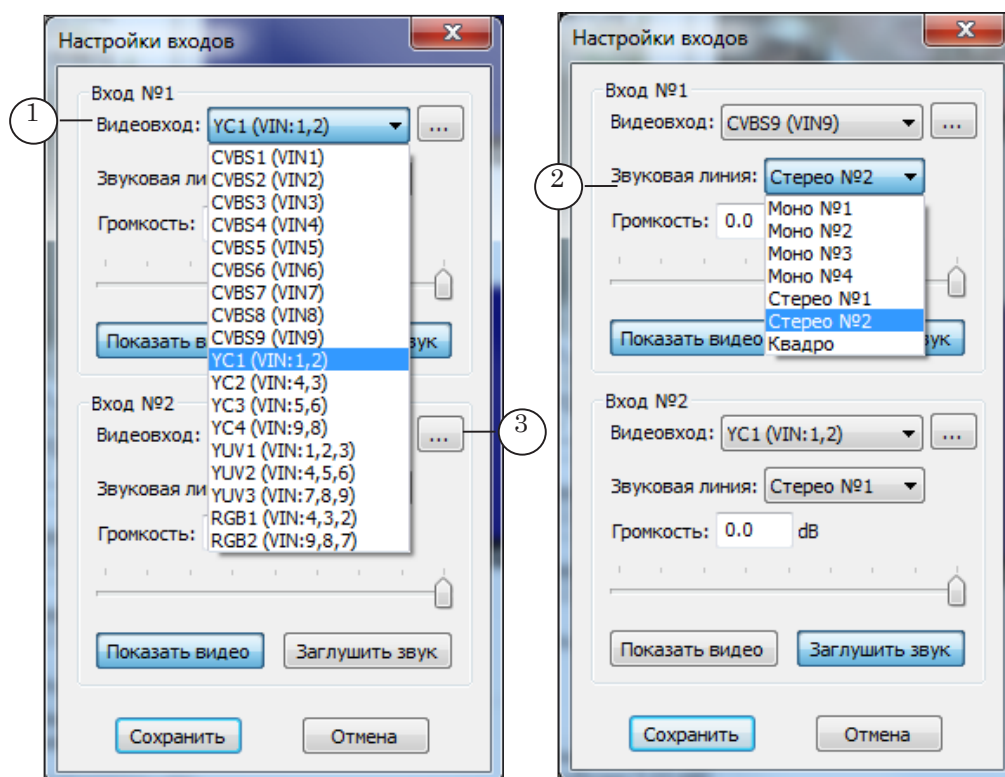 Настройки входов
Вход №1
1
Видеовход: YC1 (VIN:1,2) ...
CVBS1 (VIN1)
CVBS2 (VIN2)
Звуковая ли
CVBS3 (VIN3)
CVBS4 (VIN4)
Громкость:
CVBS5 (VIN5)
CVBS6 (VIN6)
CVBS7 (VIN7)
CVBS8 (VIN8)
CVBS9 (VIN9)
Показать в
ук
YC1 (VIN:1,2)
YC2 (VIN:4,3)
Вход №2
YC3 (VIN:5,6)
YC4 (VIN:9,8)
Видеовход: ...
3
YUV1 (VIN:1,2,3)
YUV2 (VIN:4,5,6)
Звуковая ли
YUV3 (VIN:7,8,9)
RGB1 (VIN:4,3,2)
Громкость:
RGB2 (VIN:9,8,7)
Показать видео Заглушить звук
Сохранить Отмена
Настройки входов
Вход №1
Видеовход: CVBS9 (VIN9) ...
2
Звуковая линия: Стерео №2
Моно №1
Громкость: 0.0
Моно №2
Моно №3
Моно №4
Стерео №1
Стерео №2
Показать видео
ук
Квадро
Вход №2
Видеовход: YC1 (VIN:1,2) ...
Звуковая линия: Стерео №1
Громкость: 0.0 dB
Показать видео Заглушить звук
Сохранить Отмена